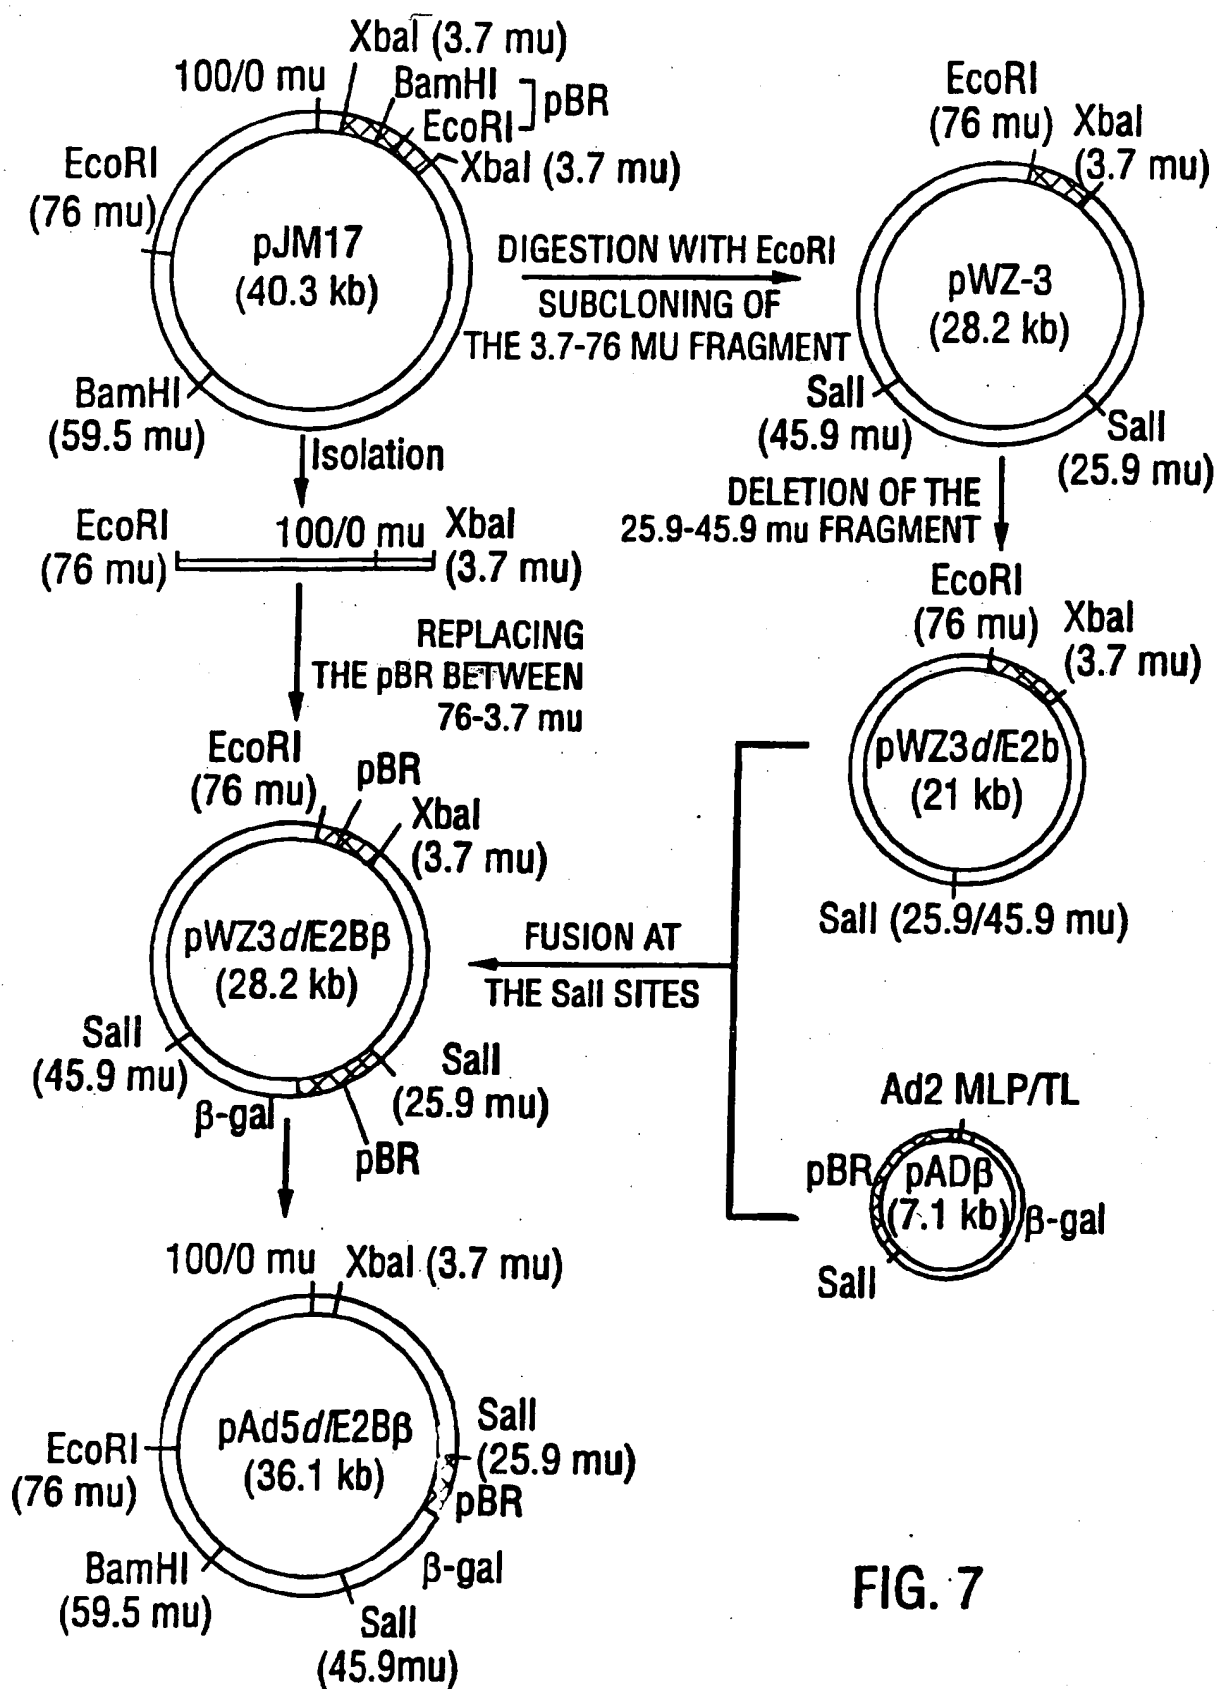 XbaI (3.7 mu)
100/0 mu
BamHI
EcoRI
pBR
XbaI (3.7 mu)
EcoRI
(76 mu)
pJM17
(40.3 kb)
BamHI
(59.5 mu)
DIGESTION WITH EcoRI
SUBCLONING OF
THE 3.7-76 MU FRAGMENT
EcoRI
(76 mu)
XbaI
(3.7 mu)
pWZ-3
(28.2 kb)
SalI
(45.9 mu)
SalI
(25.9 mu)
Isolation
EcoRI
(76 mu)
100/0 mu
XbaI
(3.7 mu)
DELETION OF THE
25.9-45.9 mu FRAGMENT
EcoRI
(76 mu)
XbaI
(3.7 mu)
pWZ3dlE2b
(21 kb)
SalI (25.9/45.9 mu)
REPLACING
THE pBR BETWEEN
76-3.7 mu
EcoRI
(76 mu)
pBR
XbaI
(3.7 mu)
pWZ3dlE2Bβ
(28.2 kb)
SalI
(45.9 mu)
β-gal
SalI
(25.9 mu)
pBR
FUSION AT
THE SalI SITES
Ad2 MLP/TL
pBR
pADβ
(7.1 kb)
β-gal
SalI
100/0 mu
XbaI (3.7 mu)
pAd5dlE2Bβ
(36.1 kb)
EcoRI
(76 mu)
SalI
(25.9 mu)
pBR
β-gal
BamHI
(59.5 mu)
SalI
(45.9mu)
FIG. 7